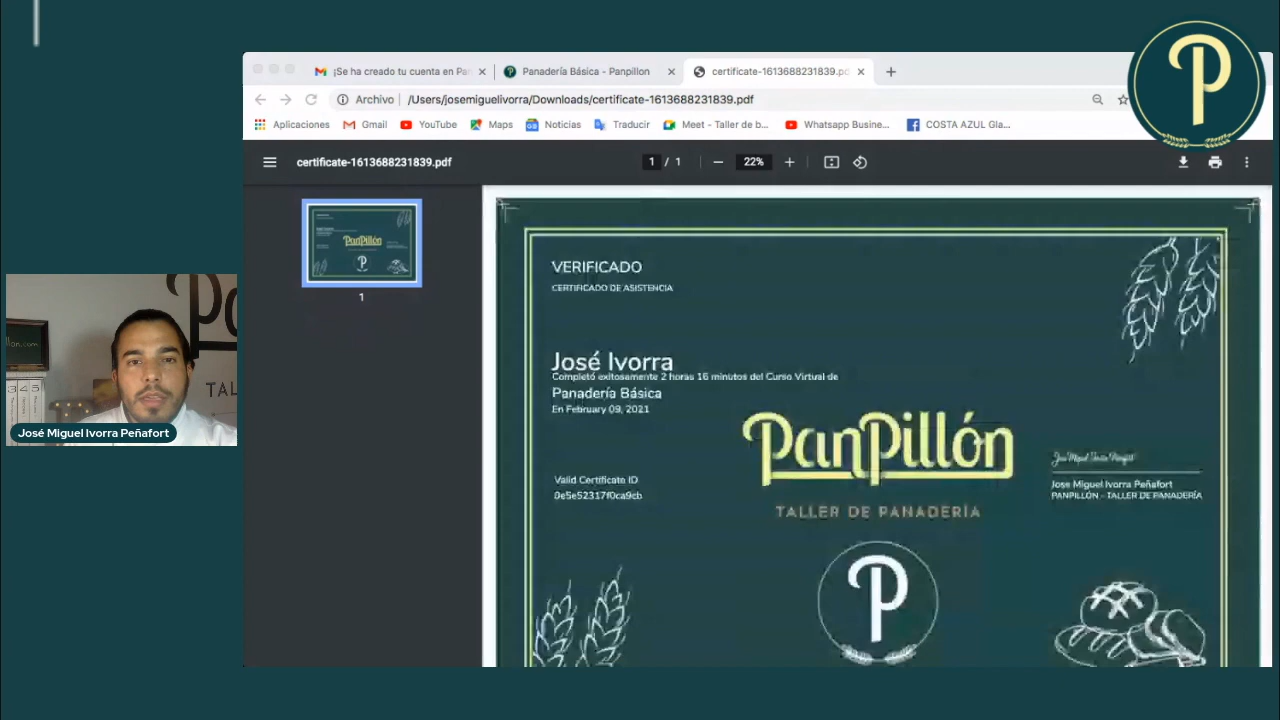 ¡Se ha creado tu cuenta en Pan
Panadería Básica - Panpillon
certificate-1613688231839.pdf
Archivo
/Users/josemiguelivorra/Downloads/certificate-1613688231839.pdf
Aplicaciones
Gmail
YouTube
Maps
Noticias
Traducir
Meet - Taller de b...
Whatsapp Busine...
COSTA AZUL Gla...
certificate-1613688231839.pdf
1 / 1
22%
1
VERIFICADO
CERTIFICADO DE ASISTENCIA
José Ivorra
Completó exitosamente 2 horas 16 minutos del Curso Virtual de
Panadería Básica
En February 09, 2021
PanPillón
TALLER DE PANADERÍA
Valid Certificate ID
0e5e52317f0ca9cb
Jose Miguel Ivorra Peñafort
PANPILLÓN - TALLER DE PANADERÍA
P
P
José Miguel Ivorra Peñafort